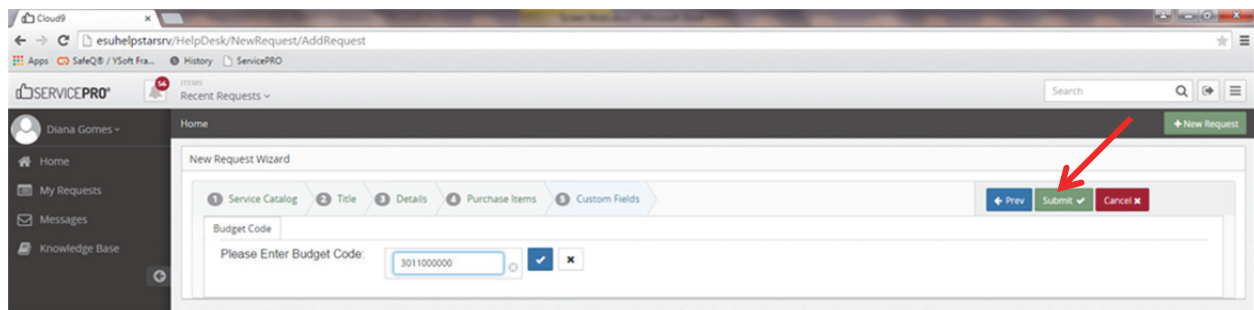 Cloud9 ×
esuhelpstarsrv/HelpDesk/NewRequest/AddRequest
Apps SafeQ® / YSoft Fra... History ServicePRO
SERVICEPRO® 54 ITEMS
Recent Requests Search
Diana Gomes Home + New Request
Home
New Request Wizard
My Requests
1 Service Catalog 2 Title 3 Details 4 Purchase Items 5 Custom Fields Prev Submit ✔ Cancel ✖
Messages
Budget Code
Knowledge Base
Please Enter Budget Code: 3011000000